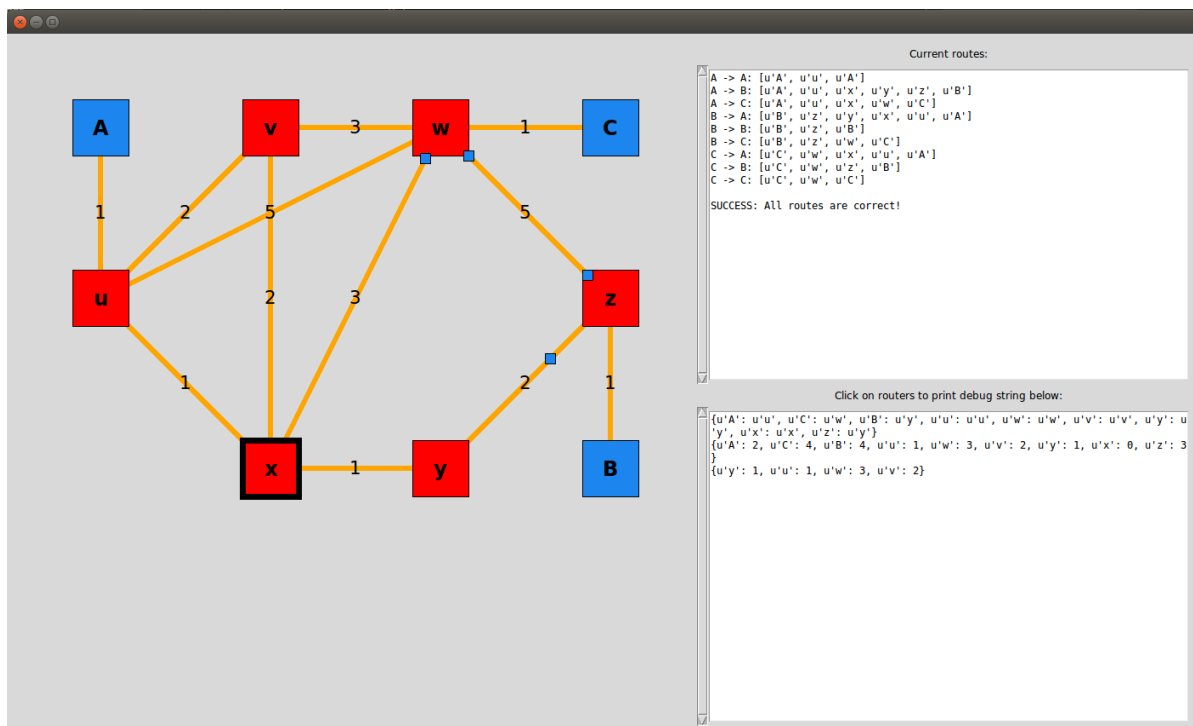 Current routes:
A -> A: [u'A', u'u', u'A']
A -> B: [u'A', u'u', u'x', u'y', u'z', u'B']
A -> C: [u'A', u'u', u'x', u'w', u'C']
B -> A: [u'B', u'z', u'y', u'x', u'u', u'A']
B -> B: [u'B', u'z', u'B']
B -> C: [u'B', u'z', u'w', u'C']
C -> A: [u'C', u'w', u'x', u'u', u'A']
C -> B: [u'C', u'w', u'z', u'B']
C -> C: [u'C', u'w', u'C']
SUCCESS: All routes are correct!
A
v
3
w
1
C
1
2
5
5
u
2
3
z
1
2
1
x
1
y
B
Click on routers to print debug string below:
{u'A': u'u', u'C': u'w', u'B': u'y', u'u': u'u', u'w': u'w', u'v': u'v', u'y': u
'y', u'x': u'x', u'z': u'y'}
{u'A': 2, u'C': 4, u'B': 4, u'u': 1, u'w': 3, u'v': 2, u'y': 1, u'x': 0, u'z': 3
}
{u'y': 1, u'u': 1, u'w': 3, u'v': 2}